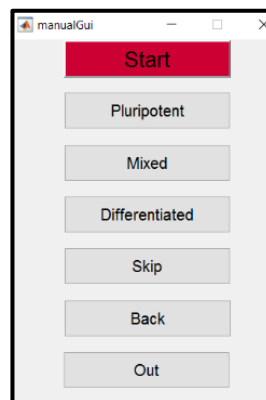 manualGui
Start
Pluripotent
Mixed
Differentiated
Skip
Back
Out